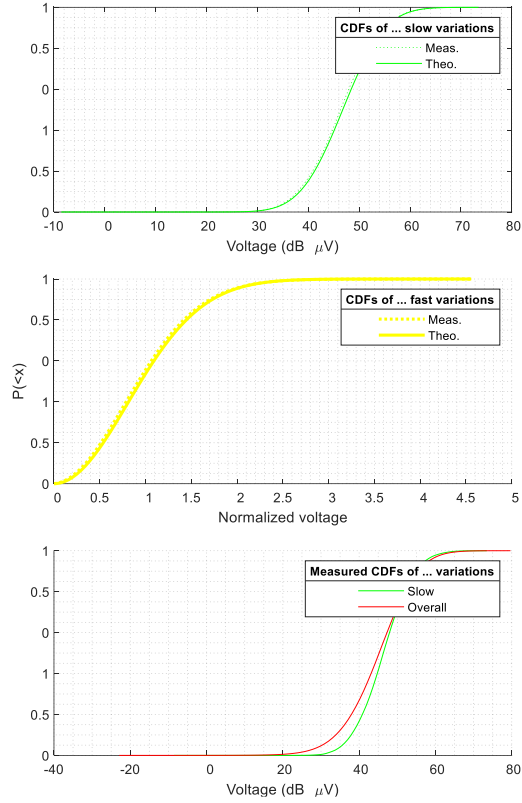 1
CDFs of ... slow variations
Meas.
Theo.
0.5
0
1
0.5
0
-10 0 10 20 30 40 50 60 70 80
Voltage (dB μV)
1
CDFs of ... fast variations
Meas.
Theo.
0.5
0
P(<x)
1
0.5
0
0 0.5 1 1.5 2 2.5 3 3.5 4 4.5 5
Normalized voltage
1
Measured CDFs of ... variations
Slow
Overall
0.5
0
1
0.5
0
-40 -20 0 20 40 60 80
Voltage (dB μV)